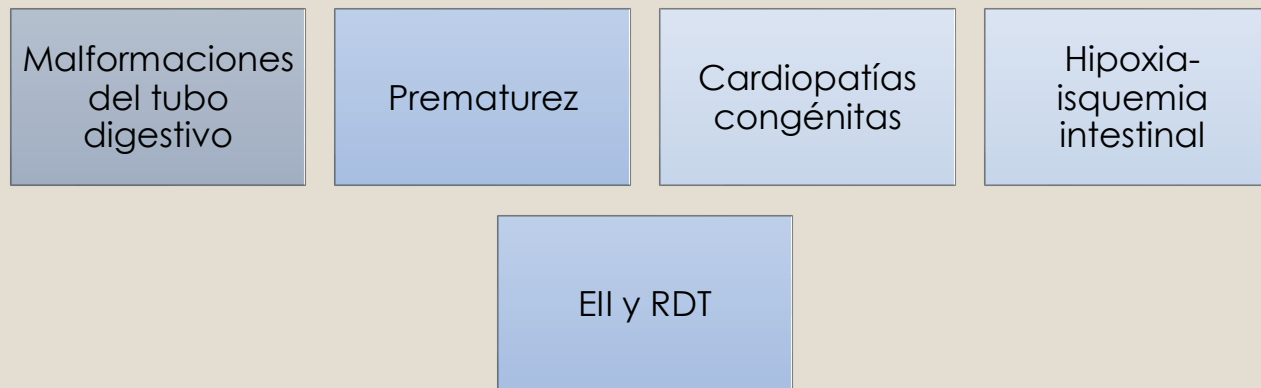 Malformaciones
del tubo
digestivo
Prematurez
Cardiopatías
congénitas
Hipoxia-
isquemia
intestinal
EII y RDT